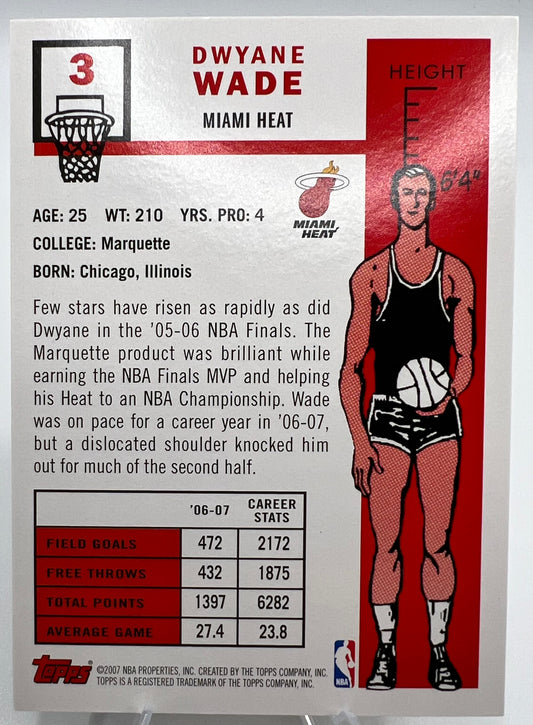 3
DWYANE
WADE
MIAMI HEAT
HEIGHT
6'4"
MIAMI
HEAT
AGE: 25 WT: 210 YRS. PRO: 4
COLLEGE: Marquette
BORN: Chicago, Illinois
Few stars have risen as rapidly as did
Dwyane in the '05-06 NBA Finals. The
Marquette product was brilliant while
earning the NBA Finals MVP and helping
his Heat to an NBA Championship. Wade
was on pace for a career year in '06-07,
but a dislocated shoulder knocked him
out for much of the second half.
'06-07 CAREER
STATS
FIELD GOALS 472 2172
FREE THROWS 432 1875
TOTAL POINTS 1397 6282
AVERAGE GAME 27.4 23.8
Topps
©2007 NBA PROPERTIES, INC. CREATED BY THE TOPPS COMPANY, INC.
TOPPS IS A REGISTERED TRADEMARK OF THE TOPPS COMPANY, INC.
NBA